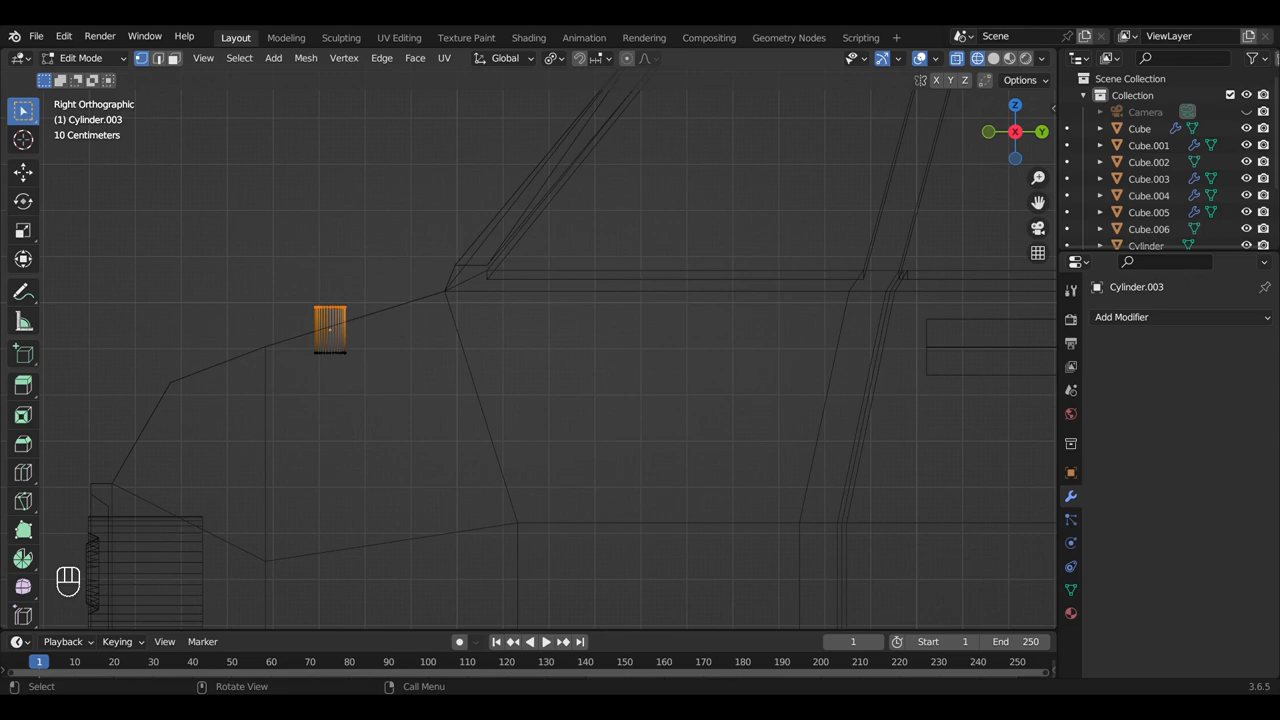 File Edit Render Window Help Layout Modeling Sculpting UV Editing Texture Paint Shading Animation Rendering Compositing Geometry Nodes Scripting + Scene ViewLayer
Edit Mode View Select Add Mesh Vertex Edge Face UV Global
X Y Z Options
Right Orthographic
(1) Cylinder.003
10 Centimeters
Z
X Y
Scene Collection
Collection
Camera
Cube
Cube.001
Cube.002
Cube.003
Cube.004
Cube.005
Cube.006
Cylinder
Cylinder.003
Add Modifier
Playback Keying View Marker 1 Start 1 End 250
1 10 20 30 40 50 60 70 80 90 100 110 120 130 140 150 160 170 180 190 200 210 220 230 240 250
Select Rotate View Call Menu 3.6.5